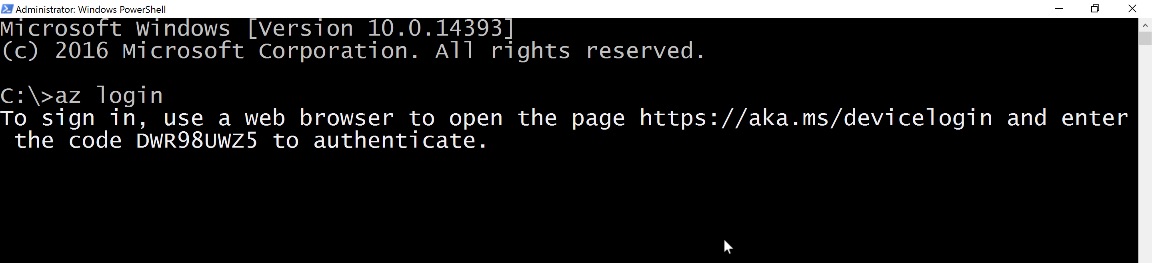 Administrator: Windows PowerShell
Microsoft Windows [Version 10.0.14393]
(c) 2016 Microsoft Corporation. All rights reserved.
C:\>az login
To sign in, use a web browser to open the page https://aka.ms/devicelogin and enter
the code DWR98UWZ5 to authenticate.